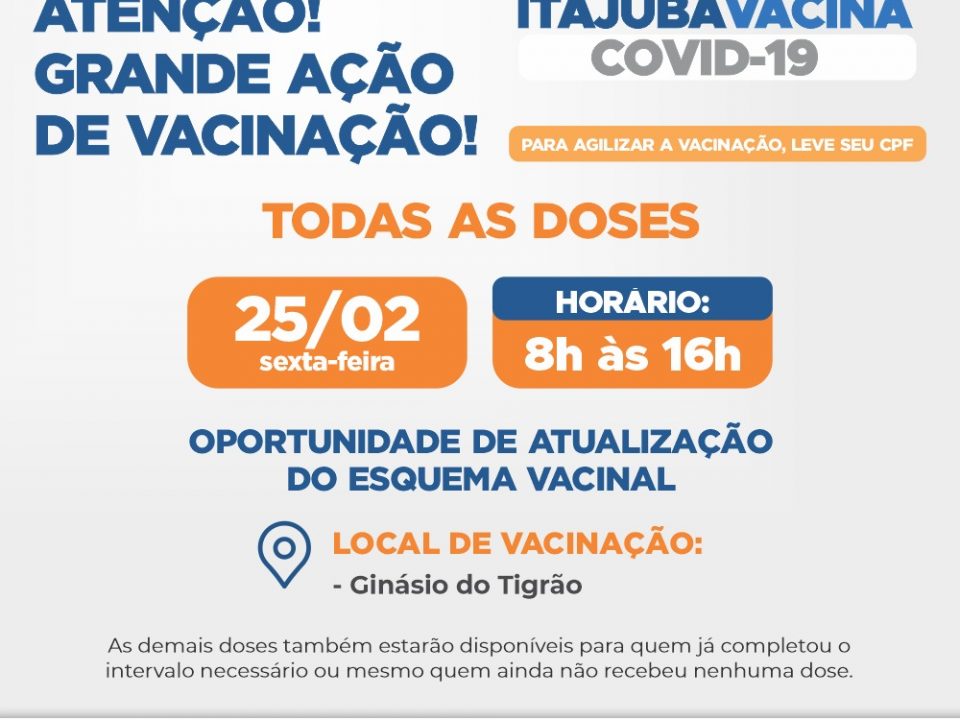 ATENÇÃO!
GRANDE AÇÃO
DE VACINAÇÃO!
ITAJUBÁVACINA
COVID-19
PARA AGILIZAR A VACINAÇÃO, LEVE SEU CPF
TODAS AS DOSES
25/02
sexta-feira
HORÁRIO:
8h às 16h
OPORTUNIDADE DE ATUALIZAÇÃO
DO ESQUEMA VACINAL
LOCAL DE VACINAÇÃO:
- Ginásio do Tigrão
As demais doses também estarão disponíveis para quem já completou o
intervalo necessário ou mesmo quem ainda não recebeu nenhuma dose.